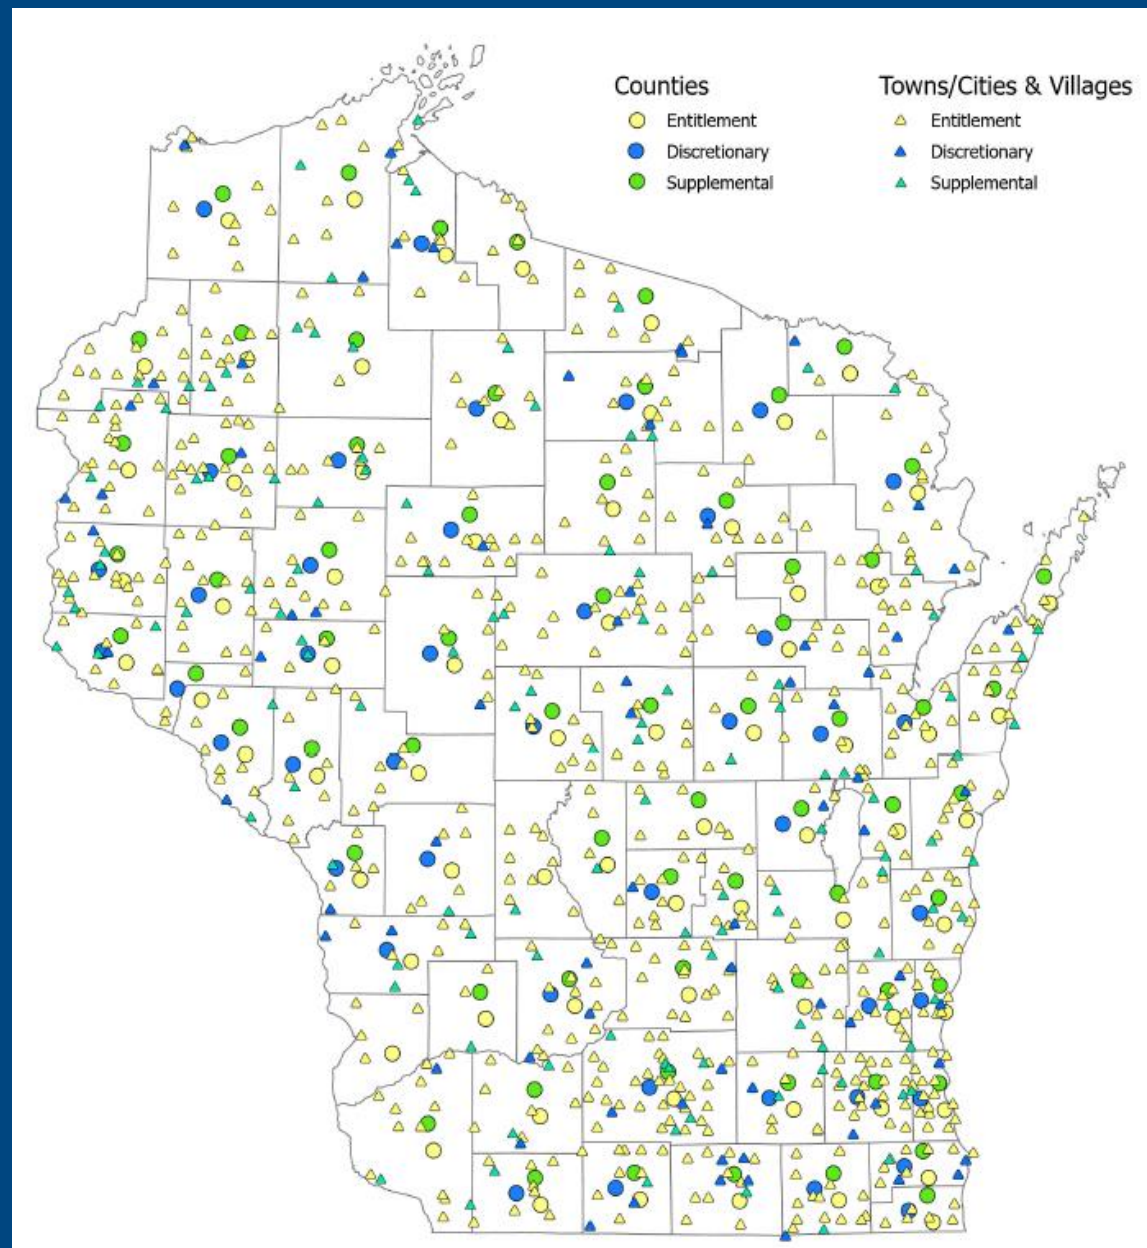 Counties
Entitlement
Discretionary
Supplemental
Towns/Cities & Villages
Entitlement
Discretionary
Supplemental